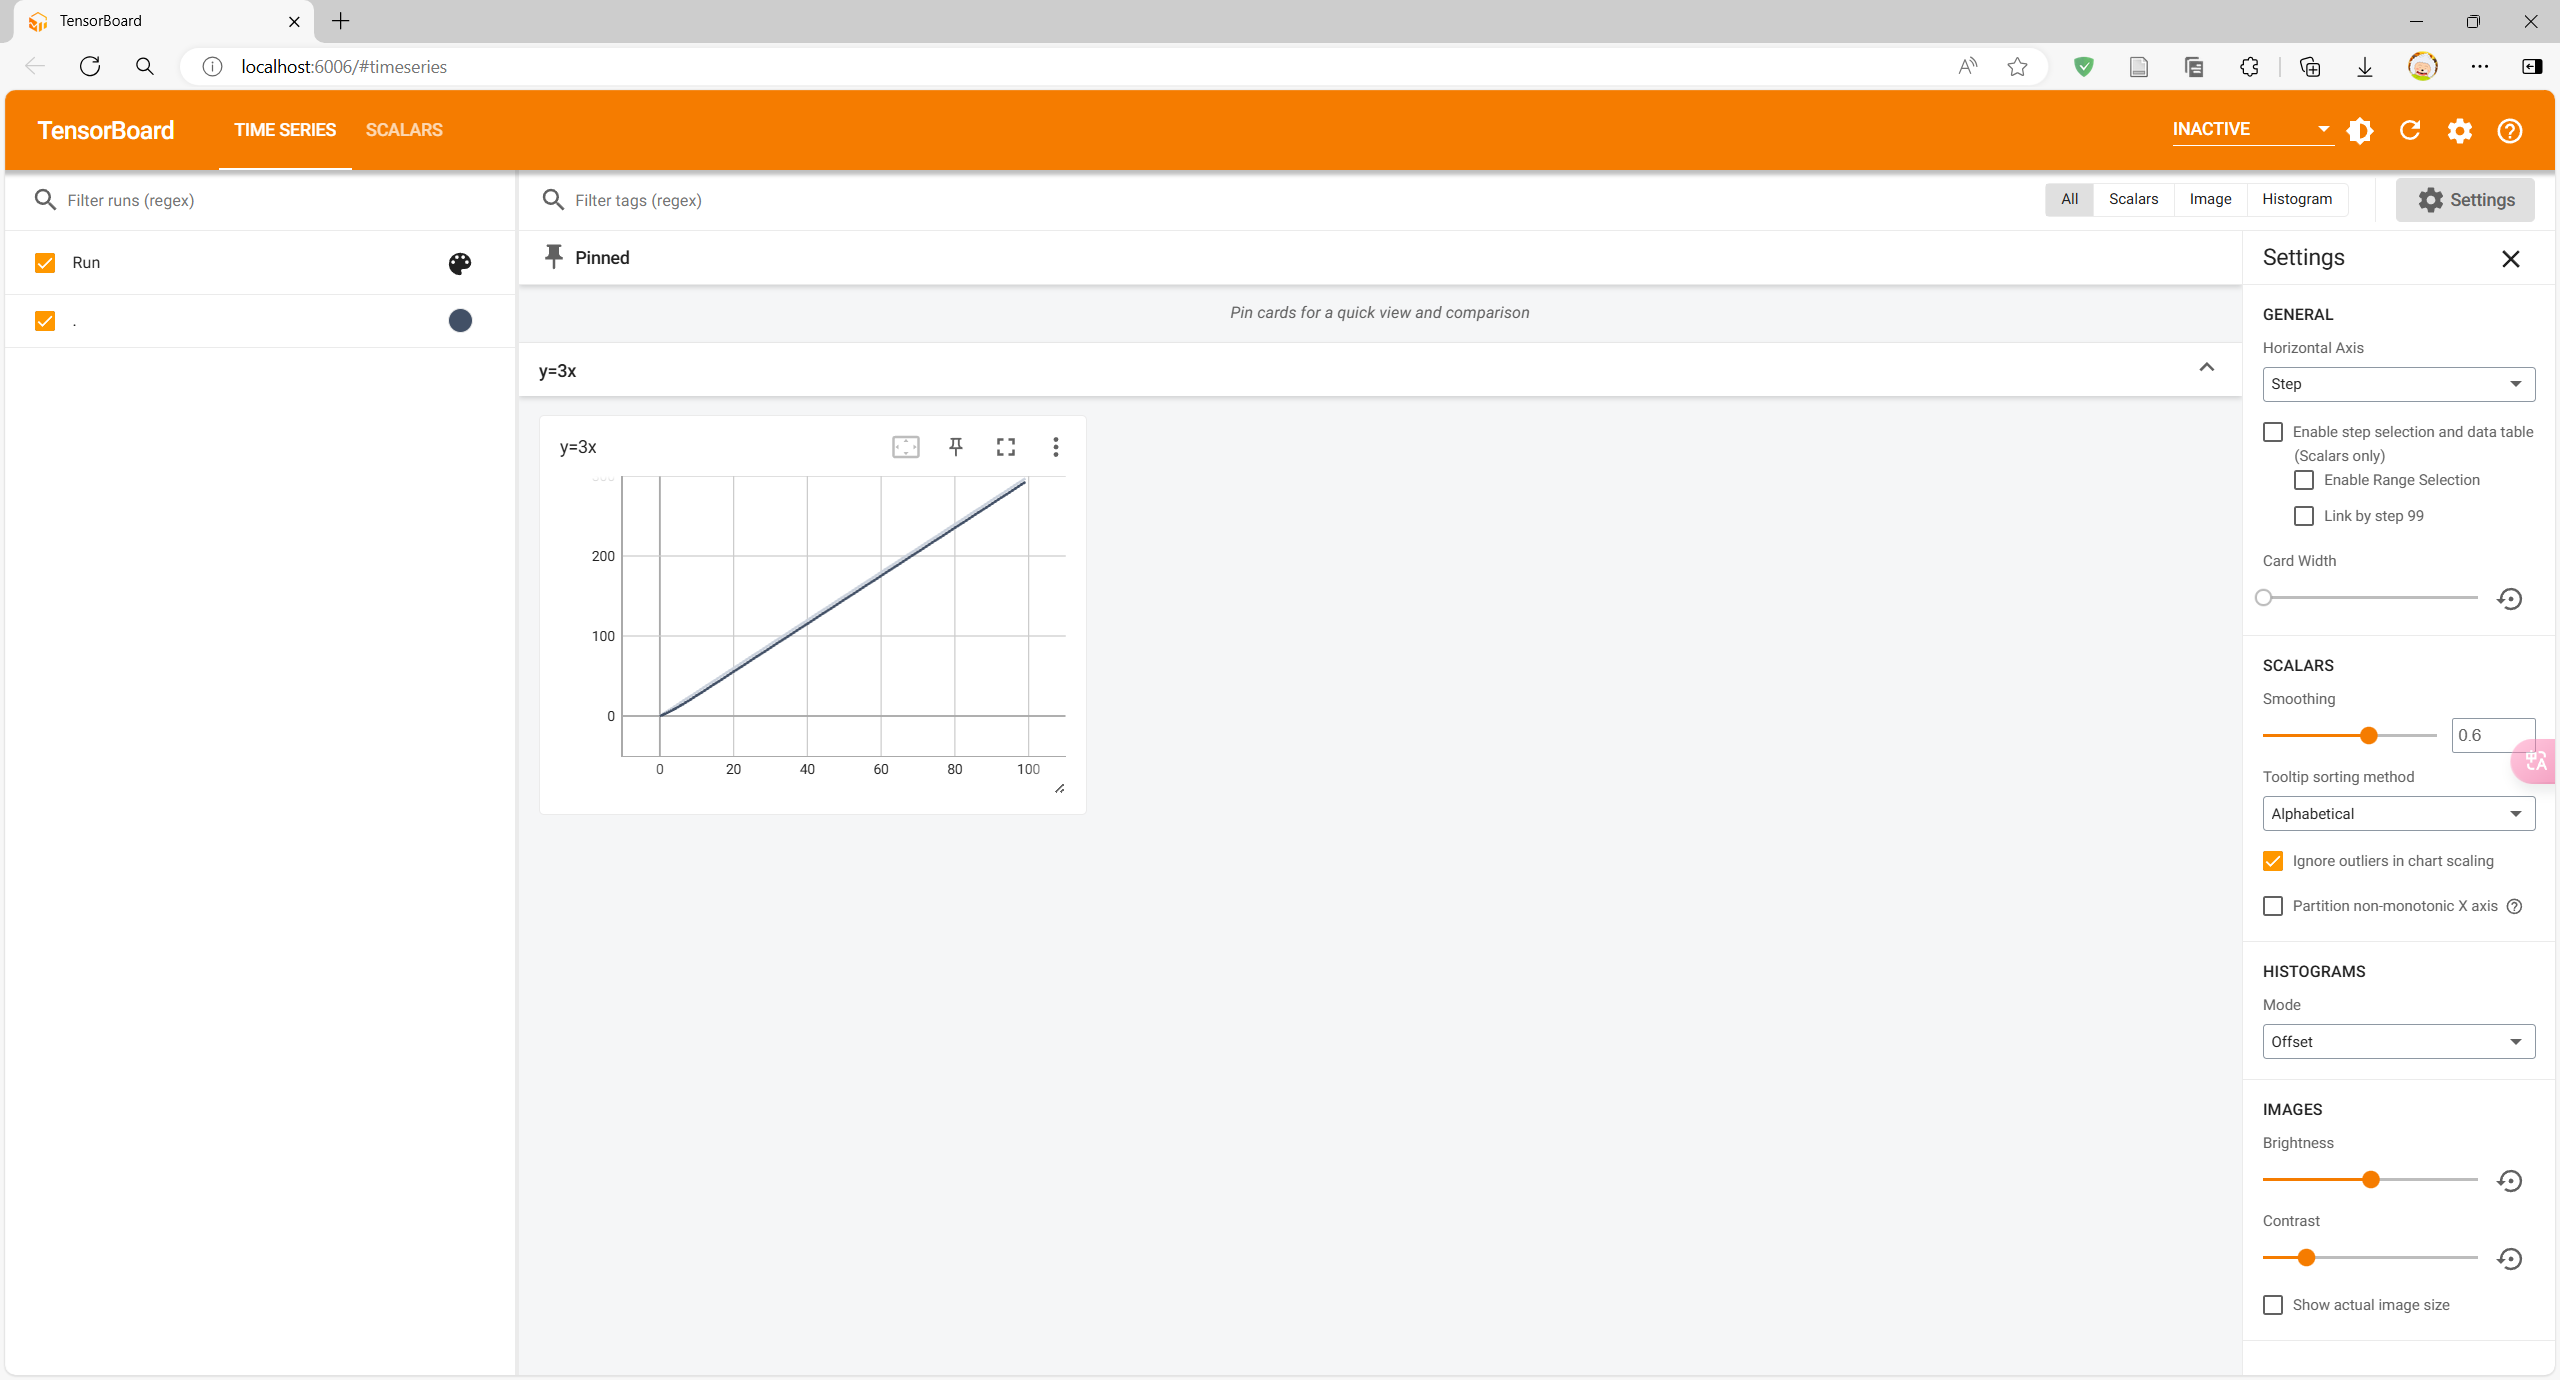 TensorBoard
localhost:6006/#timeseries
TensorBoard
TIME SERIES
SCALARS
INACTIVE
Filter runs (regex)
Filter tags (regex)
All
Scalars
Image
Histogram
Settings
Run
.
Pinned
Pin cards for a quick view and comparison
y=3x
y=3x
200
100
0
0 20 40 60 80 100
Settings
GENERAL
Horizontal Axis
Step
Enable step selection and data table
(Scalars only)
Enable Range Selection
Link by step 99
Card Width
SCALARS
Smoothing
0.6
Tooltip sorting method
Alphabetical
Ignore outliers in chart scaling
Partition non-monotonic X axis
HISTOGRAMS
Mode
Offset
IMAGES
Brightness
Contrast
Show actual image size